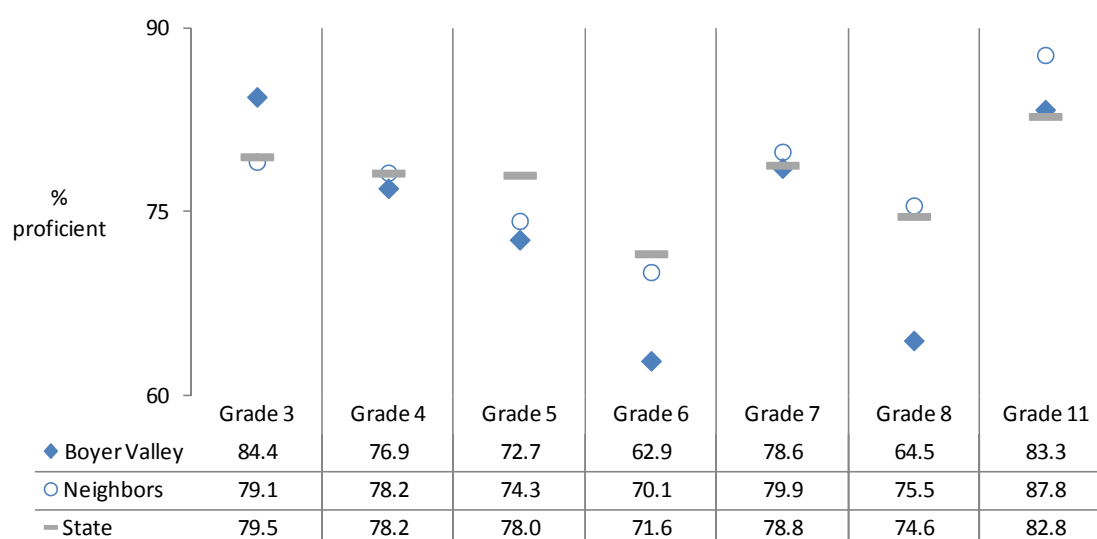 90
75
60
%
proficient
Grade 3 Grade 4 Grade 5 Grade 6 Grade 7 Grade 8 Grade 11
Boyer Valley 84.4 76.9 72.7 62.9 78.6 64.5 83.3
Neighbors 79.1 78.2 74.3 70.1 79.9 75.5 87.8
State 79.5 78.2 78.0 71.6 78.8 74.6 82.8